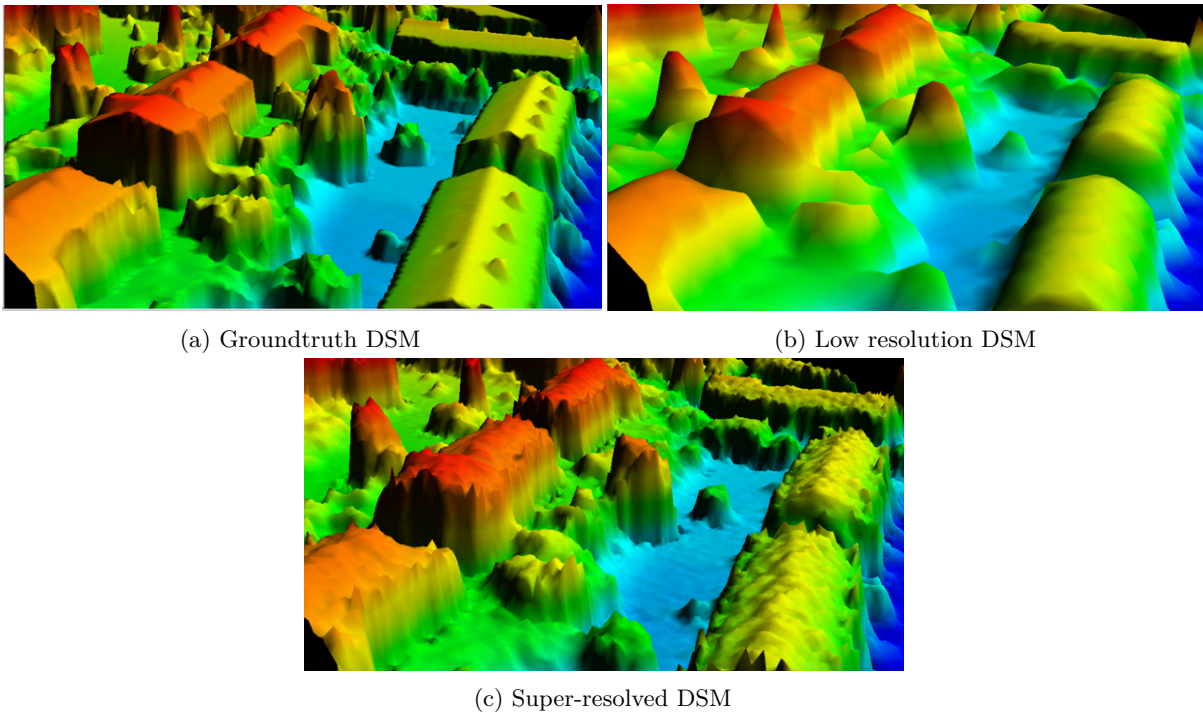 (a) Groundtruth DSM
(b) Low resolution DSM
(c) Super-resolved DSM